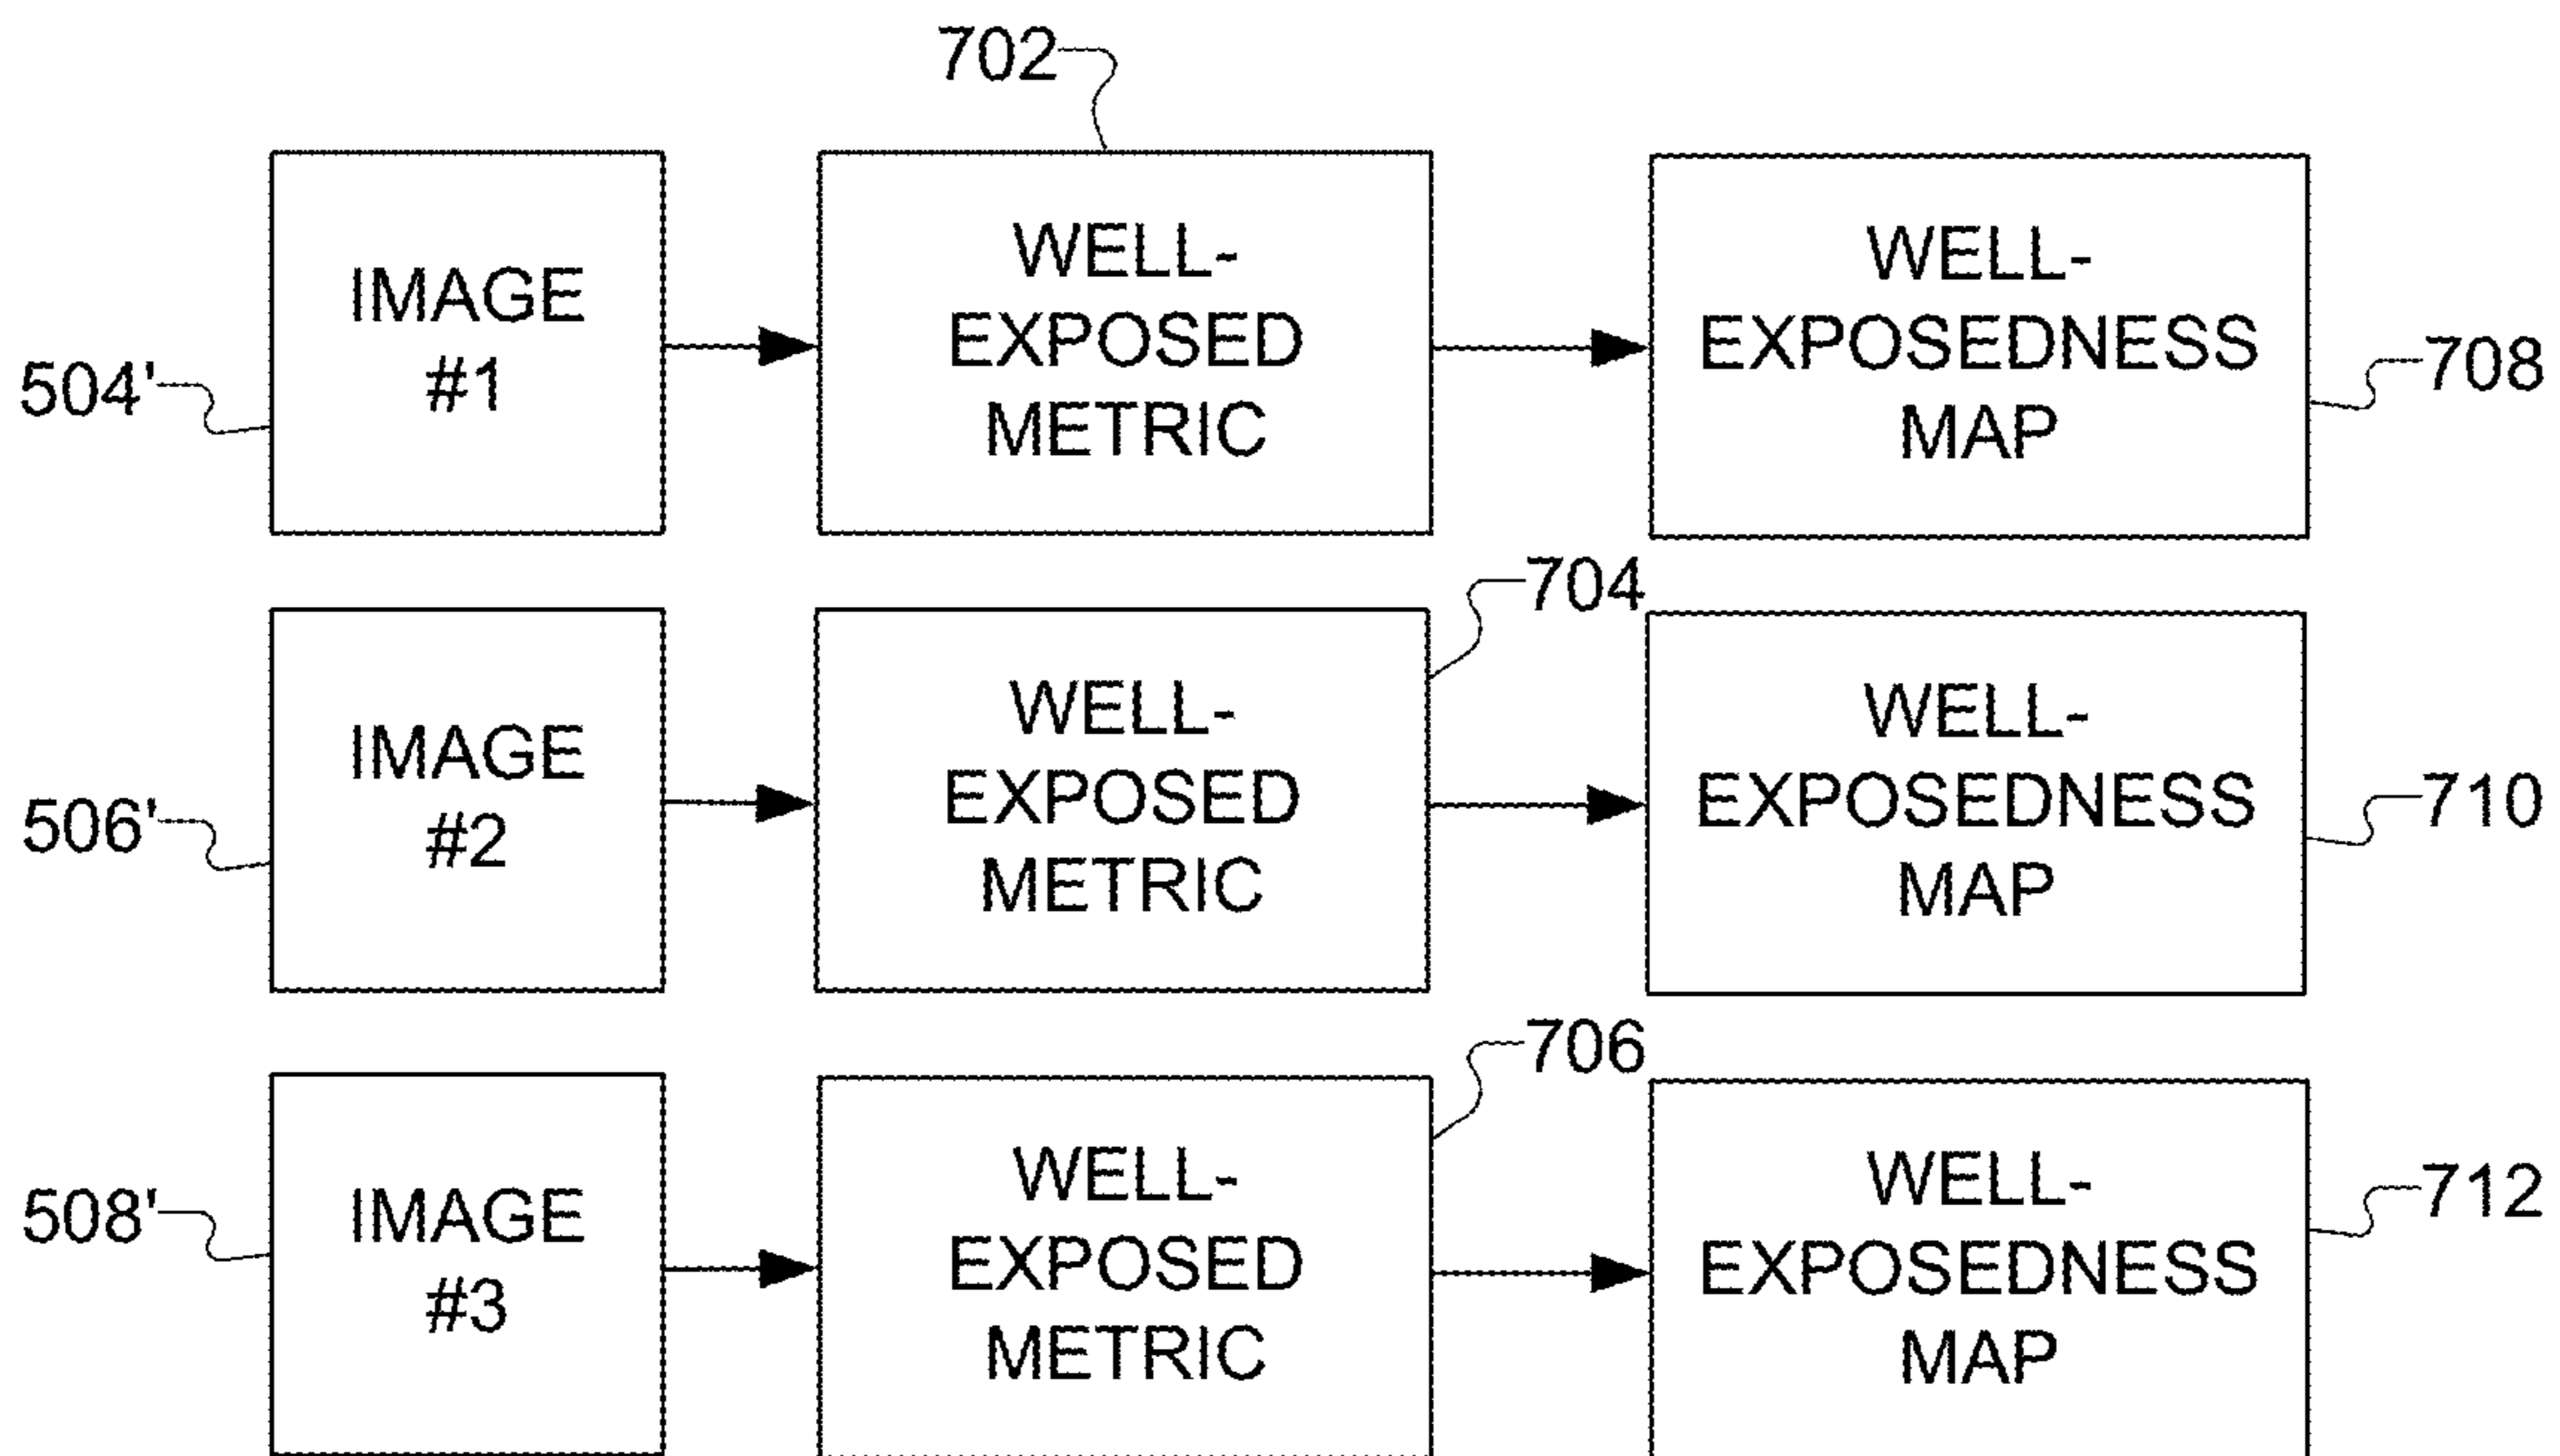 702
IMAGE
#1
504'
WELL-
EXPOSED
METRIC
WELL-
EXPOSEDNESS
MAP
708
IMAGE
#2
506'
704
WELL-
EXPOSED
METRIC
WELL-
EXPOSEDNESS
MAP
710
IMAGE
#3
508'
706
WELL-
EXPOSED
METRIC
WELL-
EXPOSEDNESS
MAP
712